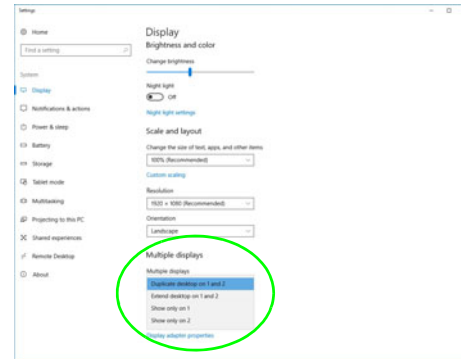 Settings
Home
Find a setting
System
Display
Notifications & actions
Power & sleep
Battery
Storage
Tablet mode
Multitasking
Projecting to this PC
Shared experiences
Remote Desktop
About
Display
Brightness and color
Change brightness
Night light
Off
Night light settings
Scale and layout
Change the size of text, apps, and other items
100% (Recommended)
Custom scaling
Resolution
1920 × 1080 (Recommended)
Orientation
Landscape
Multiple displays
Multiple displays
Duplicate desktop on 1 and 2
Extend desktop on 1 and 2
Show only on 1
Show only on 2
Display adapter properties